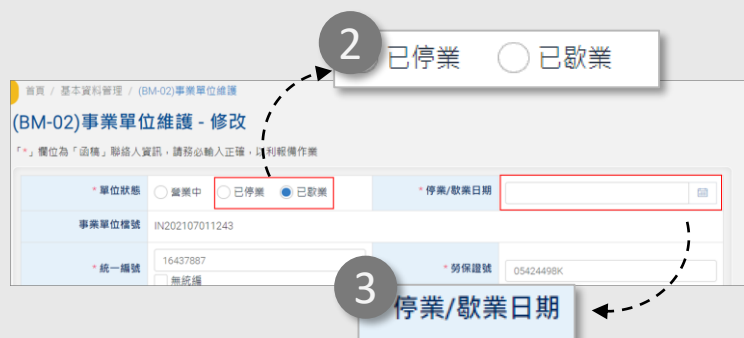 2
已停業 已歇業
首頁 / 基本資料管理 / (BM-02)事業單位維護
(BM-02)事業單位維護 - 修改
「*」欄位為「函稿」聯絡人資訊，請務必輸入正確，以利報備作業
* 單位狀態 營業中 已停業 已歇業 * 停業/歇業日期
事業單位檔號 IN202107011243
* 統一編號 16437887 * 勞保證號 05424498K
無統編
3
停業/歇業日期